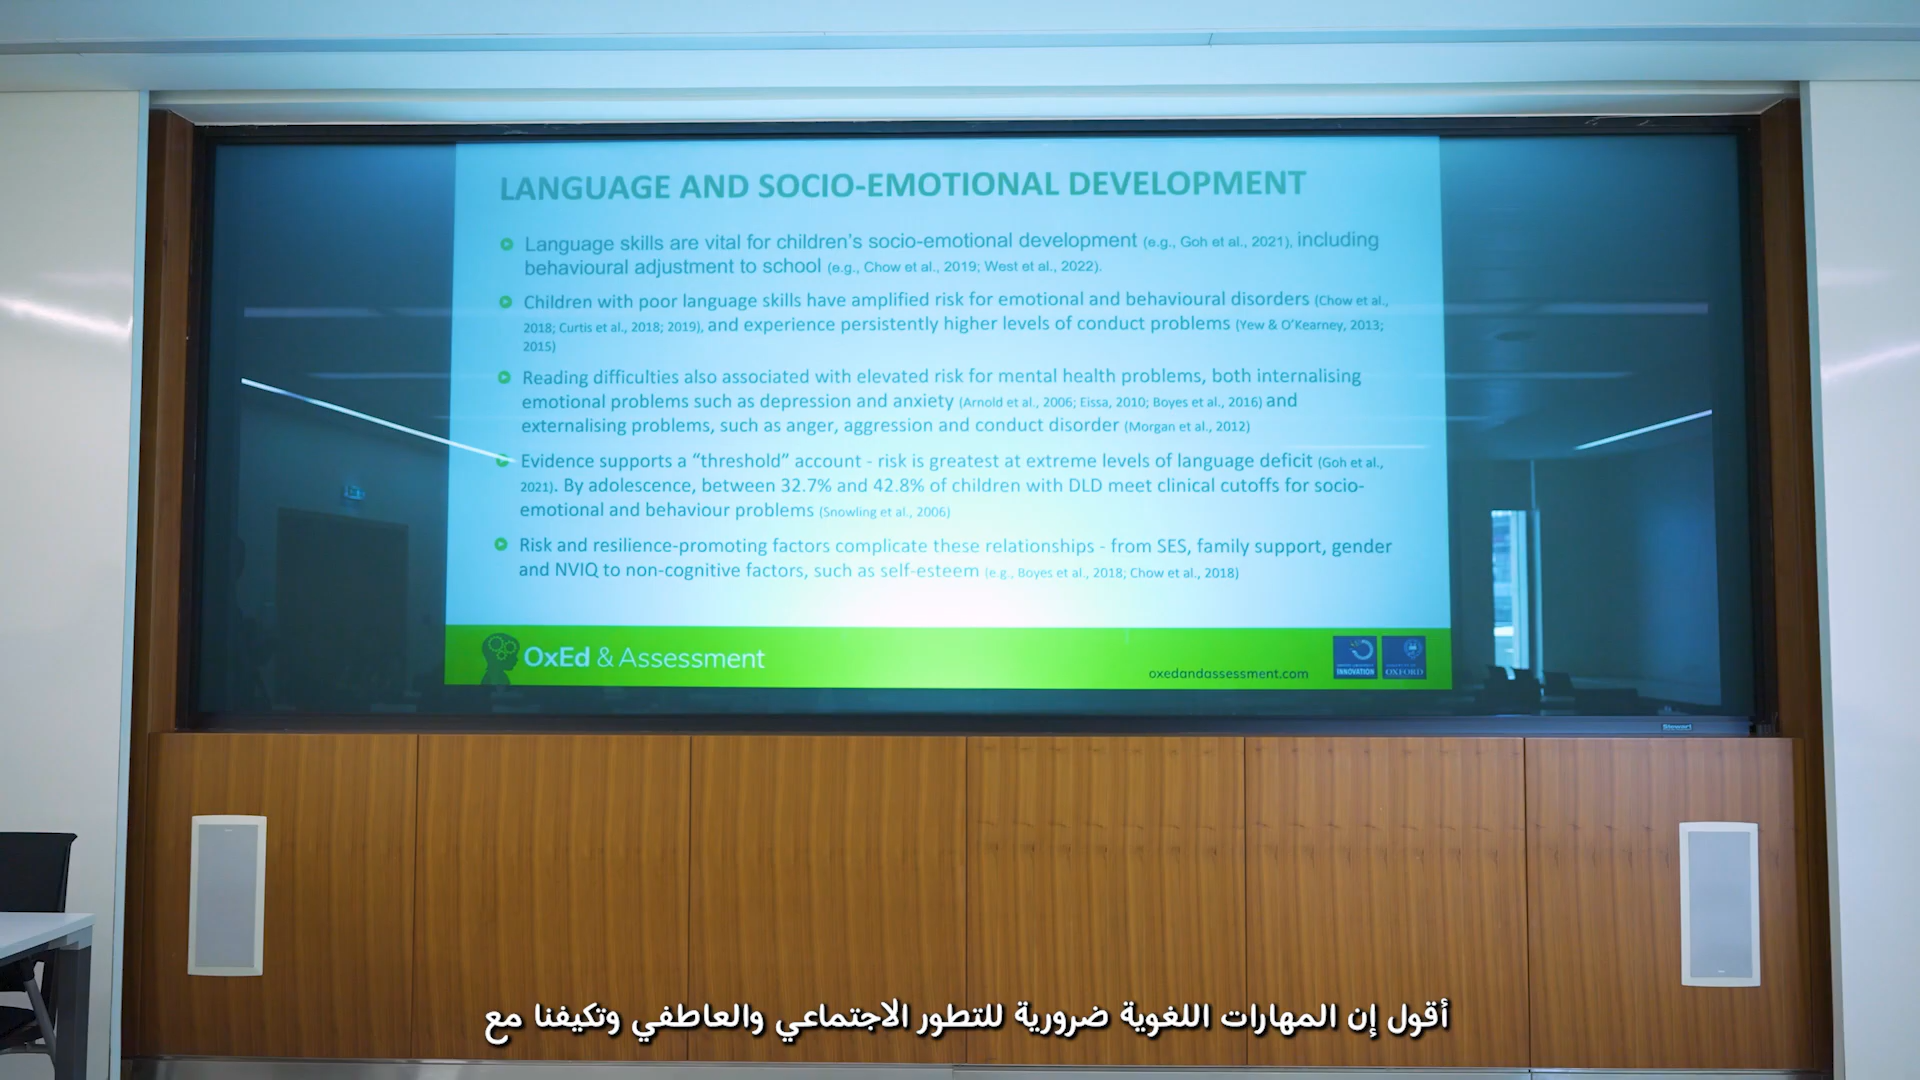 LANGUAGE AND SOCIO-EMOTIONAL DEVELOPMENT
Language skills are vital for children's socio-emotional development (e.g., Goh et al., 2021), including
behavioural adjustment to school (e.g., Chow et al., 2019; West et al., 2022).
Children with poor language skills have amplified risk for emotional and behavioural disorders (Chow et al.,
2018; Curtis et al., 2018; 2019), and experience persistently higher levels of conduct problems (Yew & O'Kearney, 2013;
2015)
Reading difficulties also associated with elevated risk for mental health problems, both internalising
emotional problems such as depression and anxiety (Arnold et al., 2006; Eissa, 2010; Boyes et al., 2016) and
externalising problems, such as anger, aggression and conduct disorder (Morgan et al., 2012)
Evidence supports a “threshold” account - risk is greatest at extreme levels of language deficit (Goh et al.,
2021). By adolescence, between 32.7% and 42.8% of children with DLD meet clinical cutoffs for socio-
emotional and behaviour problems (Snowling et al., 2006)
Risk and resilience-promoting factors complicate these relationships - from SES, family support, gender
and NVIQ to non-cognitive factors, such as self-esteem (e.g., Boyes et al., 2018; Chow et al., 2018)
OxEd & Assessment
oxedandassessment.com
INNOVATION
OXFORD
Stewart
أقول إن المهارات اللغوية ضرورية للتطور الاجتماعي والعاطفي وتكيفنا مع